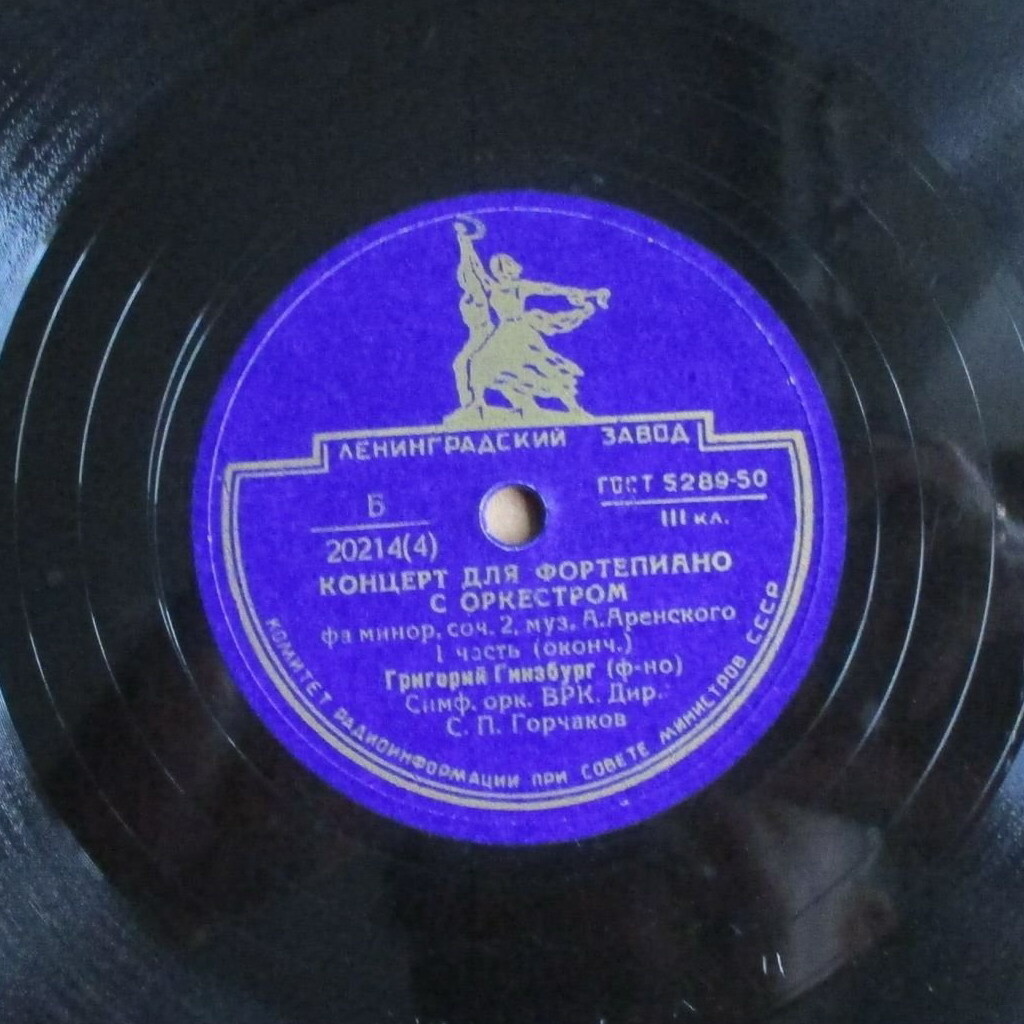 ЛЕНИНГРАДСКИЙ ЗАВОД
Б
20214(4)
ГОСТ 5289-50
III кл.
КОНЦЕРТ ДЛЯ ФОРТЕПИАНО
С ОРКЕСТРОМ
фа минор, соч. 2, муз. А.Аренского
1 часть (оконч.)
Григорий Гинзбург (ф-но)
Симф. орк. ВРК. Дир.
С. П. Горчаков
КОМИТЕТ РАДИОИНФОРМАЦИИ ПРИ СОВЕТЕ МИНИСТРОВ СССР